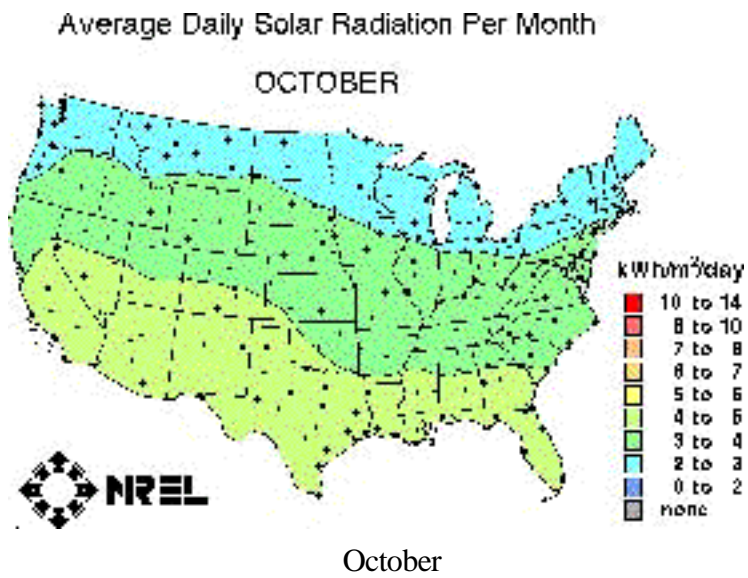 Average Daily Solar Radiation Per Month
OCTOBER
kWh/m²/day
10 to 14
8 to 10
7 to 8
6 to 7
5 to 6
4 to 5
3 to 4
2 to 3
0 to 2
none
NREL
October